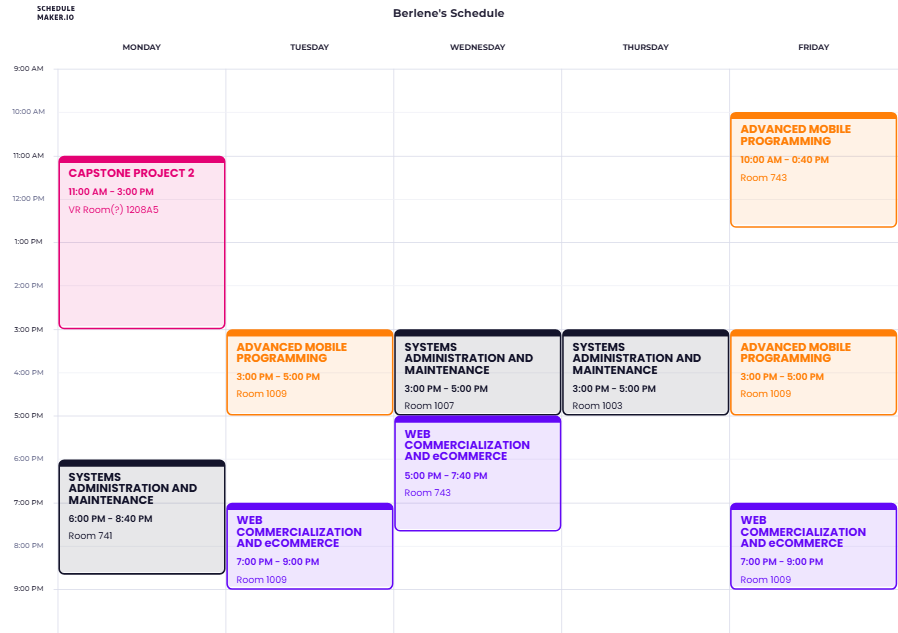 SCHEDULE
MAKER.IO
Berlene's Schedule
MONDAY
TUESDAY
WEDNESDAY
THURSDAY
FRIDAY
9:00 AM
10:00 AM
11:00 AM
12:00 PM
1:00 PM
2:00 PM
3:00 PM
4:00 PM
5:00 PM
6:00 PM
7:00 PM
8:00 PM
9:00 PM
CAPSTONE PROJECT 2
11:00 AM - 3:00 PM
VR Room(?) 1208A5
SYSTEMS
ADMINISTRATION AND
MAINTENANCE
6:00 PM - 8:40 PM
Room 741
ADVANCED MOBILE
PROGRAMMING
3:00 PM - 5:00 PM
Room 1009
WEB
COMMERCIALIZATION
AND eCOMMERCE
7:00 PM - 9:00 PM
Room 1009
SYSTEMS
ADMINISTRATION AND
MAINTENANCE
3:00 PM - 5:00 PM
Room 1007
WEB
COMMERCIALIZATION
AND eCOMMERCE
5:00 PM - 7:40 PM
Room 743
SYSTEMS
ADMINISTRATION AND
MAINTENANCE
3:00 PM - 5:00 PM
Room 1003
ADVANCED MOBILE
PROGRAMMING
10:00 AM - 0:40 PM
Room 743
ADVANCED MOBILE
PROGRAMMING
3:00 PM - 5:00 PM
Room 1009
WEB
COMMERCIALIZATION
AND eCOMMERCE
7:00 PM - 9:00 PM
Room 1009